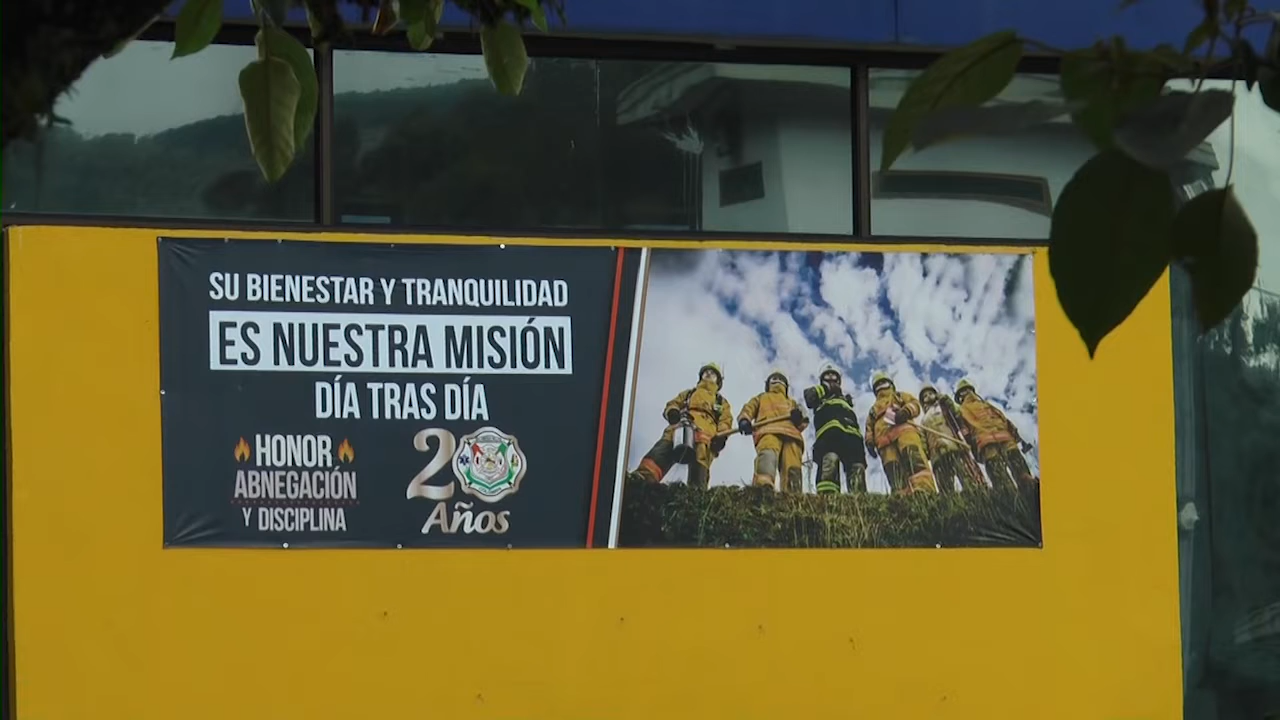 SU BIENESTAR Y TRANQUILIDAD
ES NUESTRA MISIÓN
DÍA TRAS DÍA
HONOR
ABNEGACIÓN
Y DISCIPLINA
20
Años